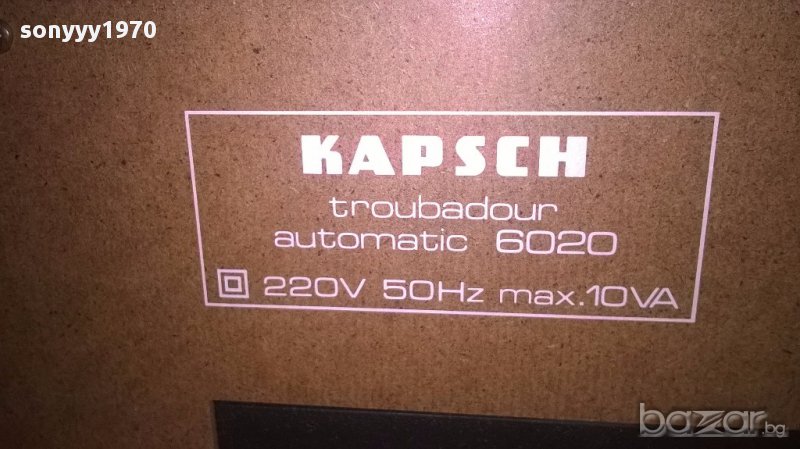 sonyyy1970
KAPSCH
troubadour
automatic 6020
220V 50Hz max.10VA
bazar.bg